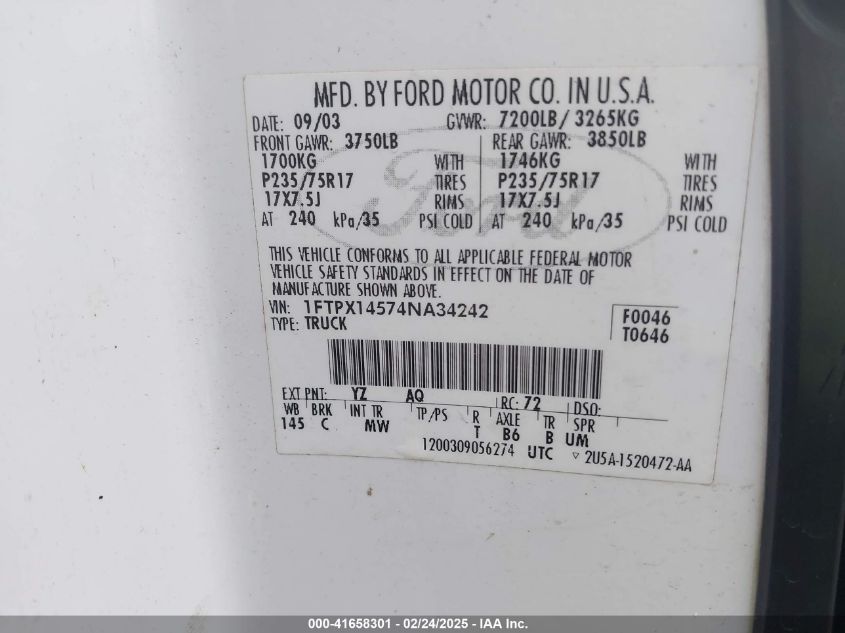 MFD. BY FORD MOTOR CO. IN U.S.A.
DATE: 09/03 GVWR: 7200LB/ 3265KG
FRONT GAWR: 3750LB REAR GAWR: 3850LB
1700KG WITH 1746KG WITH
P235/75R17 TIRES P235/75R17 TIRES
17X7.5J RIMS 17X7.5J RIMS
AT 240 kPa/35 PSI COLD AT 240 kPa/35 PSI COLD
Ford
THIS VEHICLE CONFORMS TO ALL APPLICABLE FEDERAL MOTOR
VEHICLE SAFETY STANDARDS IN EFFECT ON THE DATE OF
MANUFACTURE SHOWN ABOVE.
VIN: 1FTPX14574NA34242 F0046
TYPE: TRUCK T0646
EXT PNT: YZ AQ RC: 72 DSO:
WB BRK INT TR TP/PS R AXLE TR SPR
145 C MW T B6 B UM
1200309056274 UTC ▽ 2U5A-1520472-AA
000-41658301 - 02/24/2025 - IAA Inc.